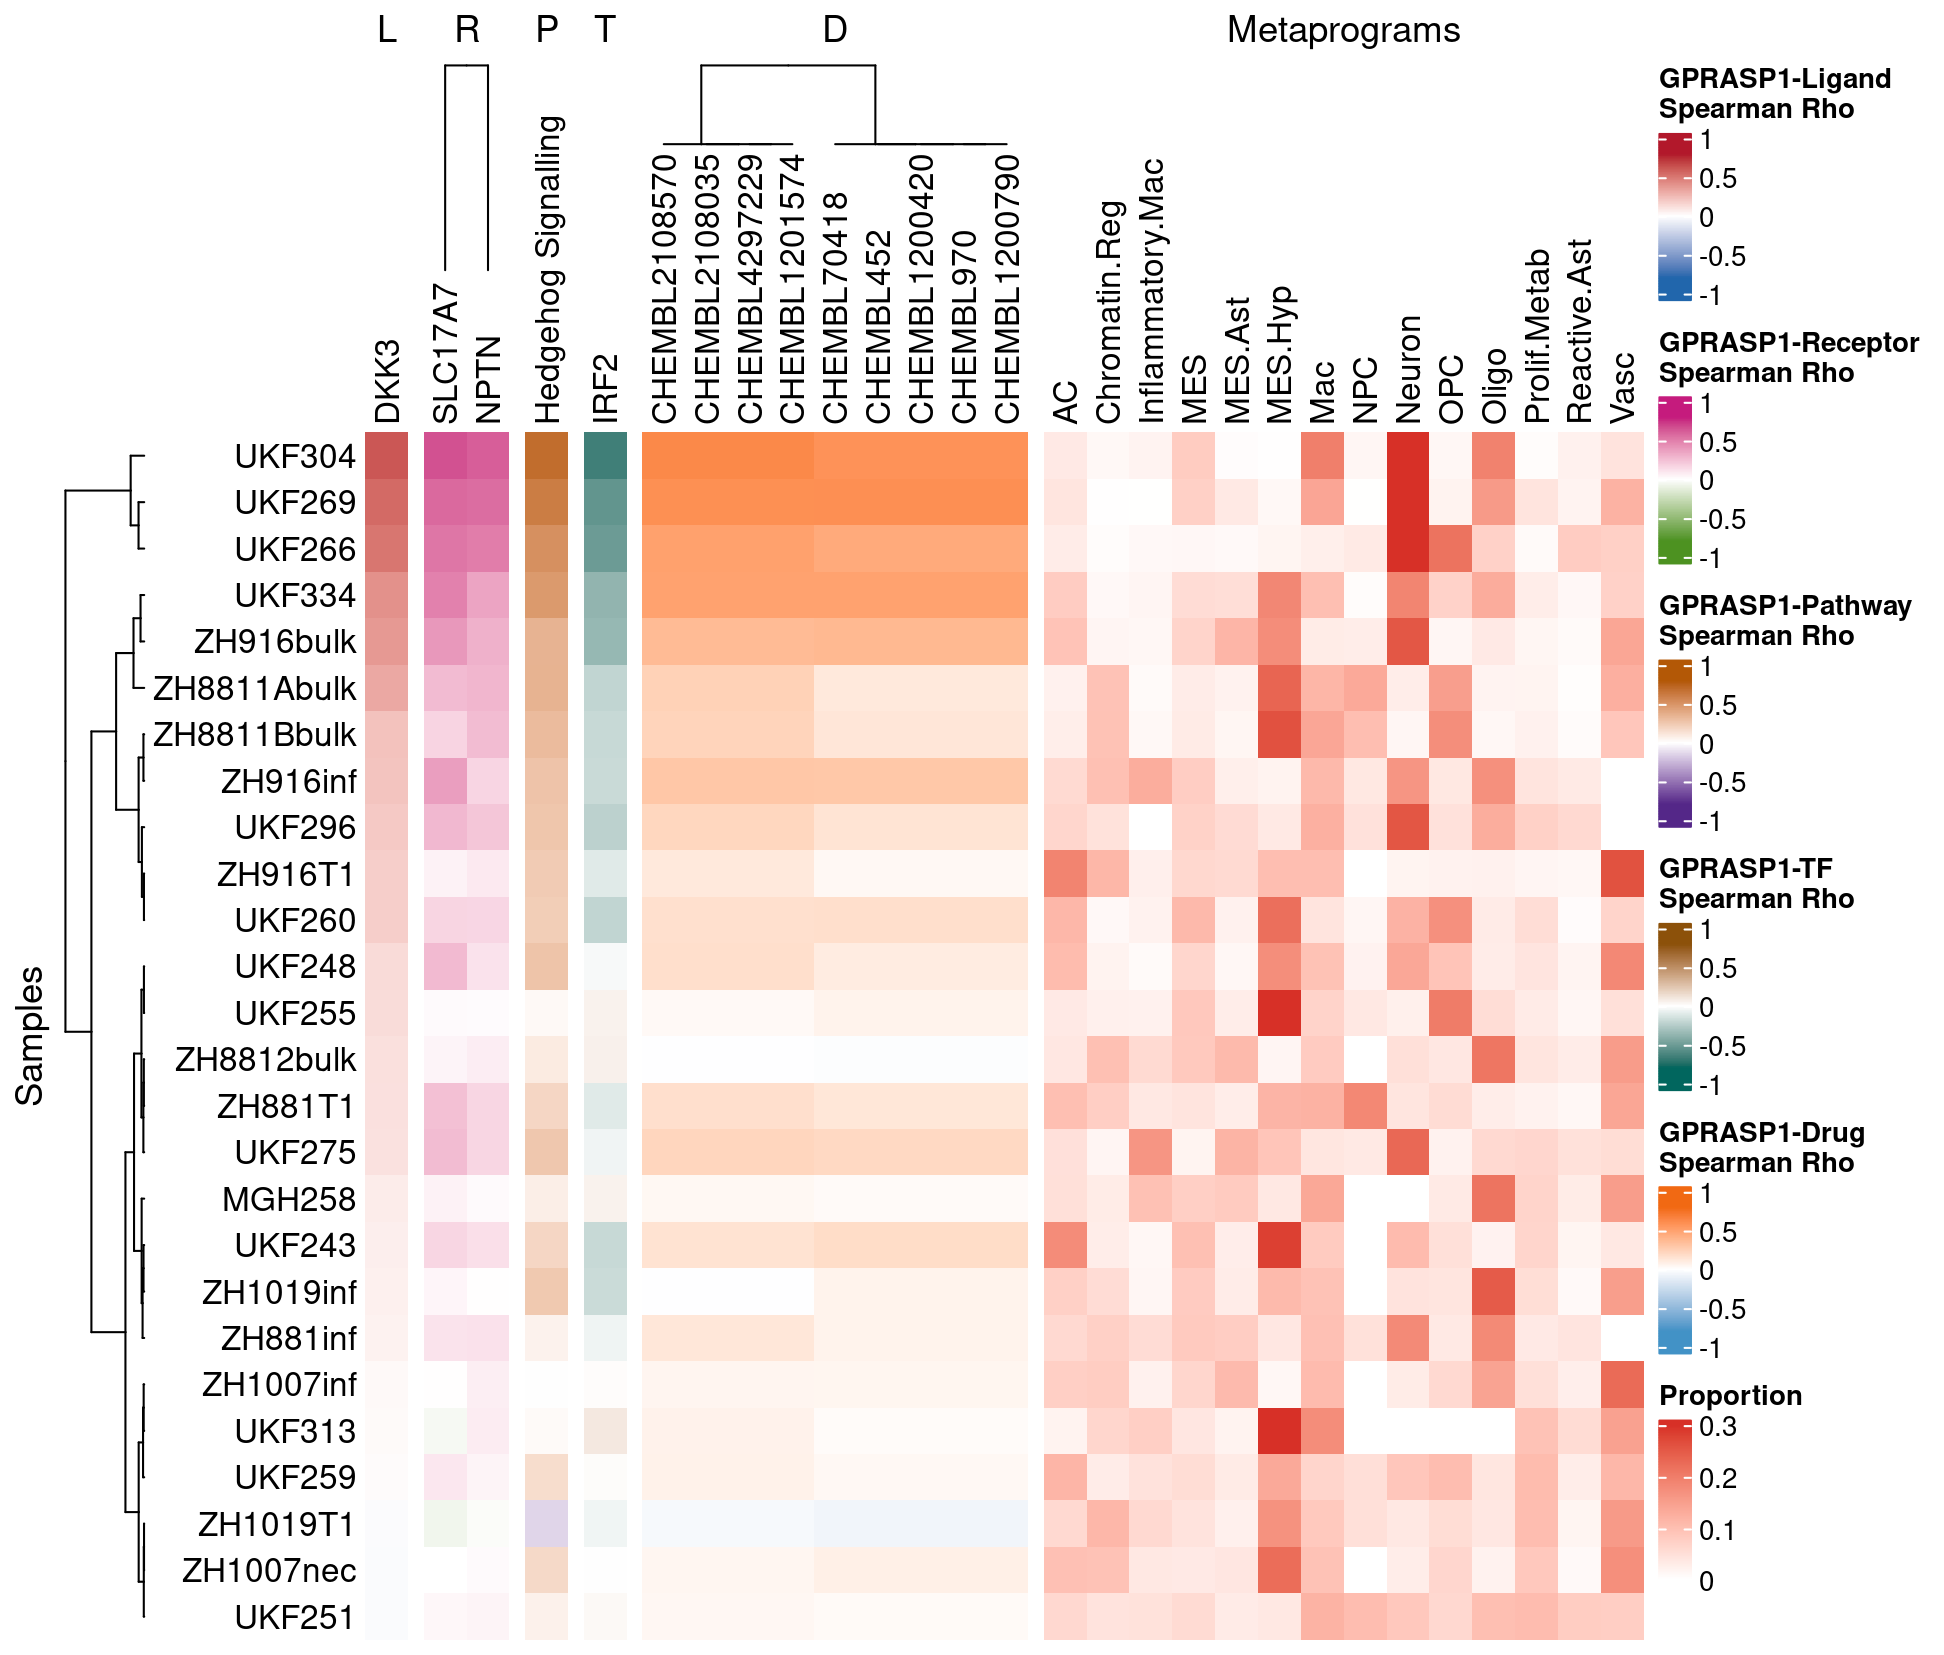 L R P T D Metaprograms
DKK3
SLC17A7
NPTN
Hedgehog Signalling
IRF2
CHEMBL2108570
CHEMBL2108035
CHEMBL4297229
CHEMBL1201574
CHEMBL70418
CHEMBL452
CHEMBL1200420
CHEMBL970
CHEMBL1200790
AC
Chromatin.Reg
Inflammatory.Mac
MES
MES.Ast
MES.Hyp
Mac
NPC
Neuron
OPC
Oligo
Prolif.Metab
Reactive.Ast
Vasc
Samples
UKF304
UKF269
UKF266
UKF334
ZH916bulk
ZH8811Abulk
ZH8811Bbulk
ZH916inf
UKF296
ZH916T1
UKF260
UKF248
UKF255
ZH8812bulk
ZH881T1
UKF275
MGH258
UKF243
ZH1019inf
ZH881inf
ZH1007inf
UKF313
UKF259
ZH1019T1
ZH1007nec
UKF251
GPRASP1-Ligand
Spearman Rho
1
0.5
0
-0.5
-1
GPRASP1-Receptor
Spearman Rho
1
0.5
0
-0.5
-1
GPRASP1-Pathway
Spearman Rho
1
0.5
0
-0.5
-1
GPRASP1-TF
Spearman Rho
1
0.5
0
-0.5
-1
GPRASP1-Drug
Spearman Rho
1
0.5
0
-0.5
-1
Proportion
0.3
0.2
0.1
0